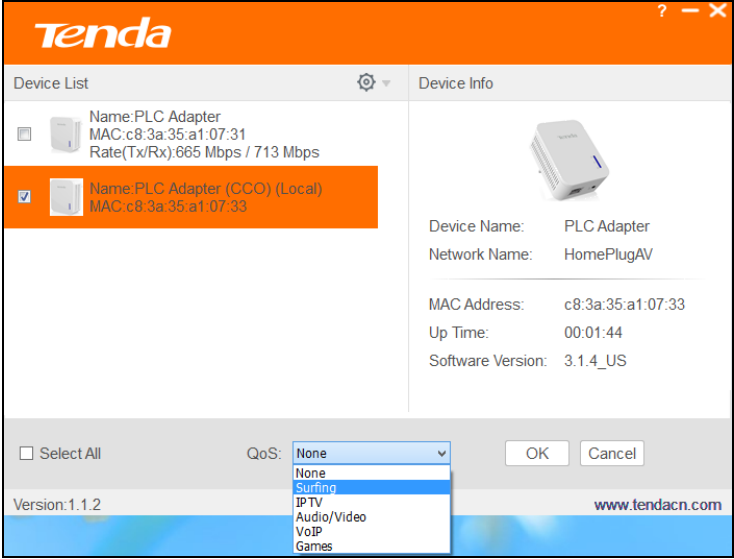 ? 
Tenda
Device List
Device Info
Name:PLC Adapter
MAC:c8:3a:35:a1:07:31
Rate(Tx/Rx):665 Mbps / 713 Mbps
Name:PLC Adapter (CCO) (Local)
MAC:c8:3a:35:a1:07:33
Tenda
Device Name: PLC Adapter
Network Name: HomePlugAV
MAC Address: c8:3a:35:a1:07:33
Up Time: 00:01:44
Software Version: 3.1.4_US
Select All QoS: None OK Cancel
None
Surfing
IPTV
Audio/Video
VoIP
Games
Version:1.1.2
www.tendacn.com